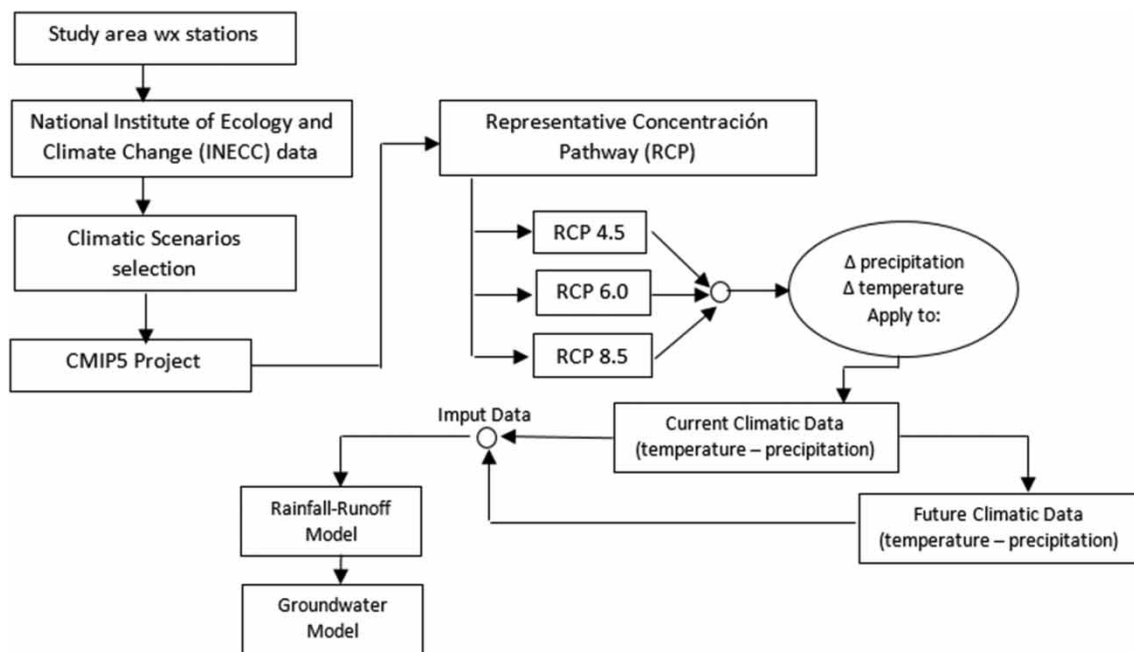 Study area wx stations
National Institute of Ecology and
Climate Change (INECC) data
Climatic Scenarios
selection
CMIP5 Project
Representative Concentración
Pathway (RCP)
RCP 4.5
RCP 6.0
RCP 8.5
Δ precipitation
Δ temperature
Apply to:
Current Climatic Data
(temperature – precipitation)
Future Climatic Data
(temperature – precipitation)
Imput Data
Rainfall-Runoff
Model
Groundwater
Model